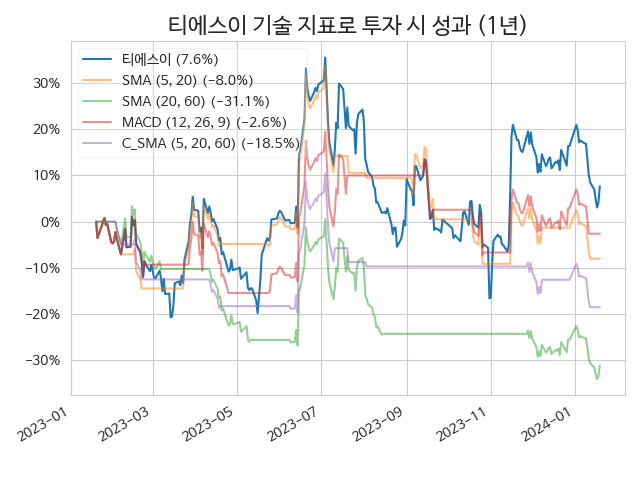 티에스이 기술 지표로 투자 시 성과 (1년)
티에스이 (7.6%)
SMA (5, 20) (−8.0%)
SMA (20, 60) (−31.1%)
MACD (12, 26, 9) (−2.6%)
C_SMA (5, 20, 60) (−18.5%)
30%
20%
10%
0%
−10%
−20%
−30%
2023−01
2023−03
2023−05
2023−07
2023−09
2023−11
2024−01